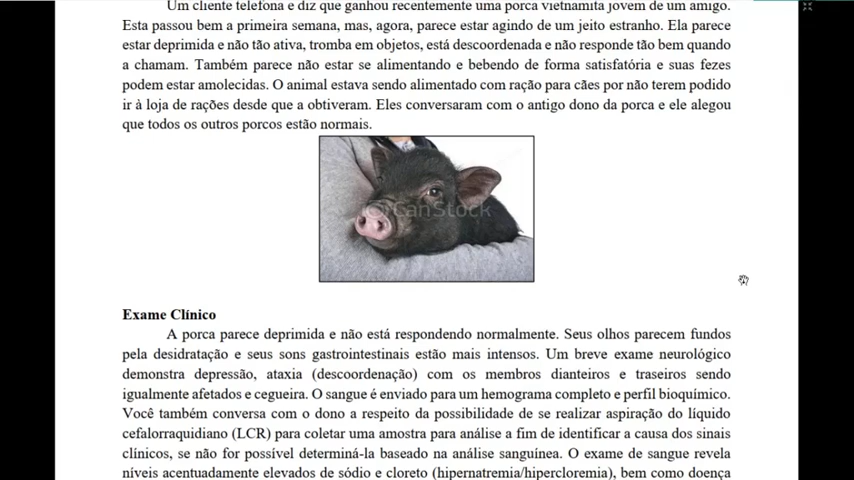 Um cliente telefona e diz que ganhou recentemente uma porca vietnamita jovem de um amigo.
Esta passou bem a primeira semana, mas, agora, parece estar agindo de um jeito estranho. Ela parece
estar deprimida e não tão ativa, tromba em objetos, está descoordenada e não responde tão bem quando
a chamam. Também parece não estar se alimentando e bebendo de forma satisfatória e suas fezes
podem estar amolecidas. O animal estava sendo alimentado com ração para cães por não terem podido
ir à loja de rações desde que a obtiveram. Eles conversaram com o antigo dono da porca e ele alegou
que todos os outros porcos estão normais.
CanStock
Exame Clínico
A porca parece deprimida e não está respondendo normalmente. Seus olhos parecem fundos
pela desidratação e seus sons gastrointestinais estão mais intensos. Um breve exame neurológico
demonstra depressão, ataxia (descoordenação) com os membros dianteiros e traseiros sendo
igualmente afetados e cegueira. O sangue é enviado para um hemograma completo e perfil bioquímico.
Você também conversa com o dono a respeito da possibilidade de se realizar aspiração do líquido
cefalorraquidiano (LCR) para coletar uma amostra para análise a fim de identificar a causa dos sinais
clínicos, se não for possível determiná-la baseado na análise sanguínea. O exame de sangue revela
níveis acentuadamente elevados de sódio e cloreto (hipernatremia/hipercloremia), bem como doença